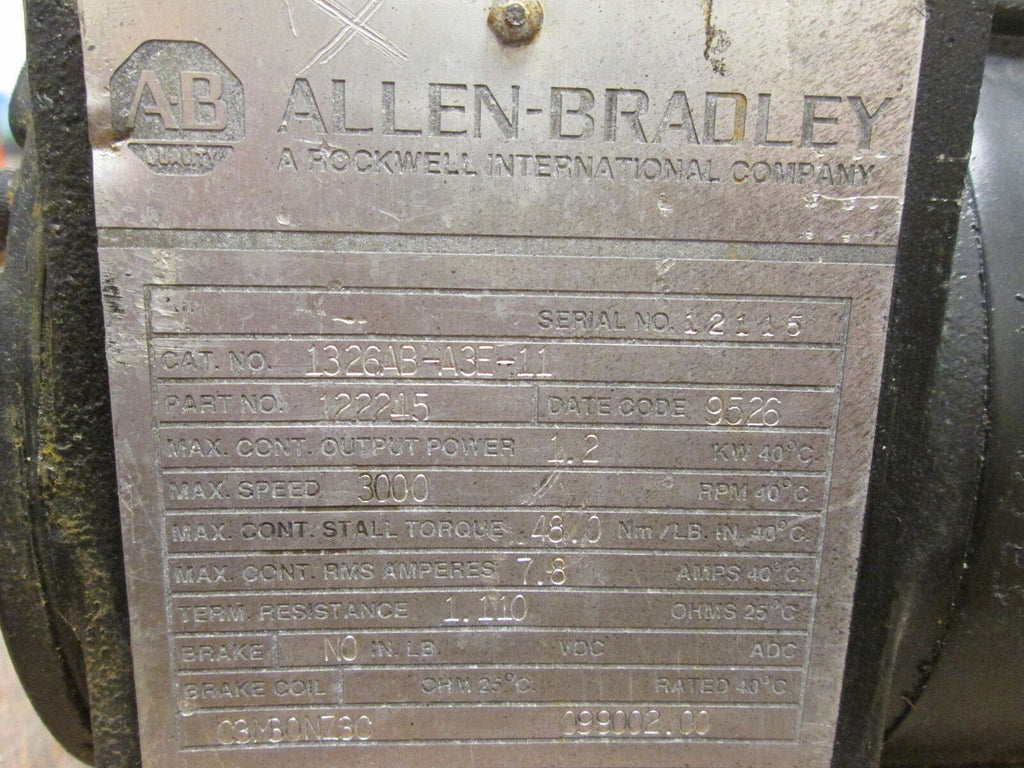 A-B
QUALITY
ALLEN-BRADLEY
A ROCKWELL INTERNATIONAL COMPANY
SERIAL NO. 12115
CAT. NO. 1326AB-A3E-11
PART NO. 122215 DATE CODE 9526
MAX. CONT. OUTPUT POWER 1.2 KW 40°C.
MAX. SPEED 3000 RPM 40°C.
MAX. CONT. STALL TORQUE 48.0 Nm/LB. IN. 40°C.
MAX. CONT. RMS AMPERES 7.8 AMPS 40°C.
TERM. RESISTANCE 1.110 OHMS 25°C.
BRAKE NO IN. LB. VDC ADC
BRAKE COIL OHM 25°C. RATED 40°C.
099002.00